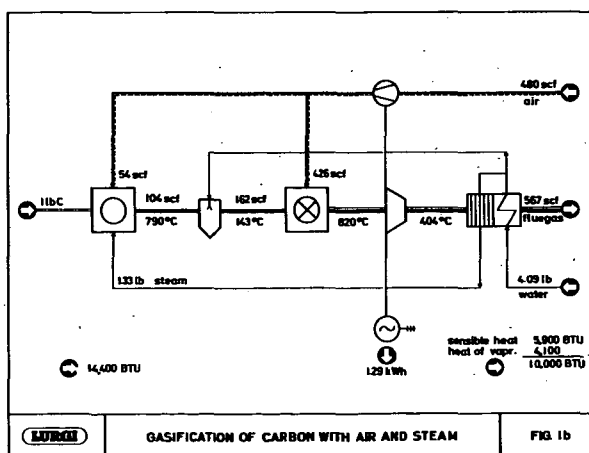 480 scf
air
54 scf
426 scf
1 lb C
104 scf
790 °C
162 scf
143 °C
820 °C
404 °C
567 scf
fluegas
1.33 lb steam
4.09 lb
water
1.29 kWh
14,400 BTU
sensible heat 5,900 BTU
heat of vapr. 4,100
10,000 BTU
LURGI
GASIFICATION OF CARBON WITH AIR AND STEAM
FIG. 1b